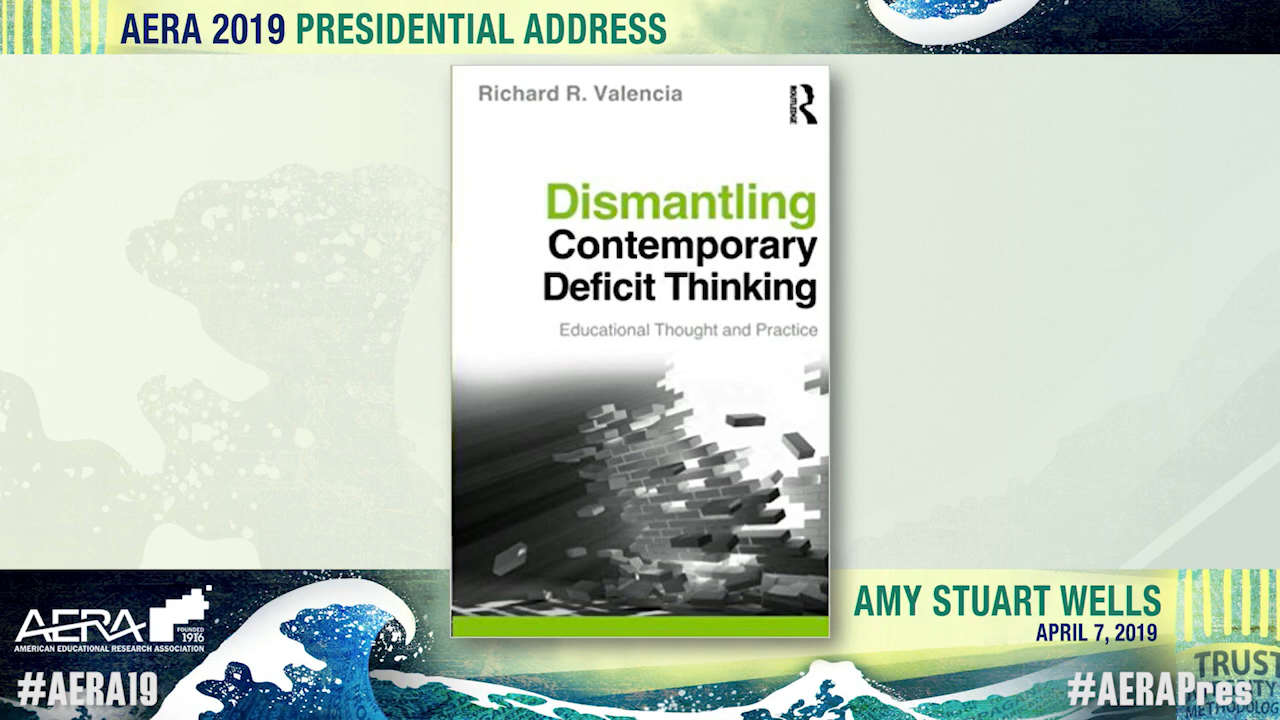 AERA 2019 PRESIDENTIAL ADDRESS
Richard R. Valencia
ROUTLEDGE
Dismantling
Contemporary
Deficit Thinking
Educational Thought and Practice
AERA
FOUNDED
1916
AMERICAN EDUCATIONAL RESEARCH ASSOCIATION
#AERA19
AMY STUART WELLS
APRIL 7, 2019
#AERAPres
TRUST